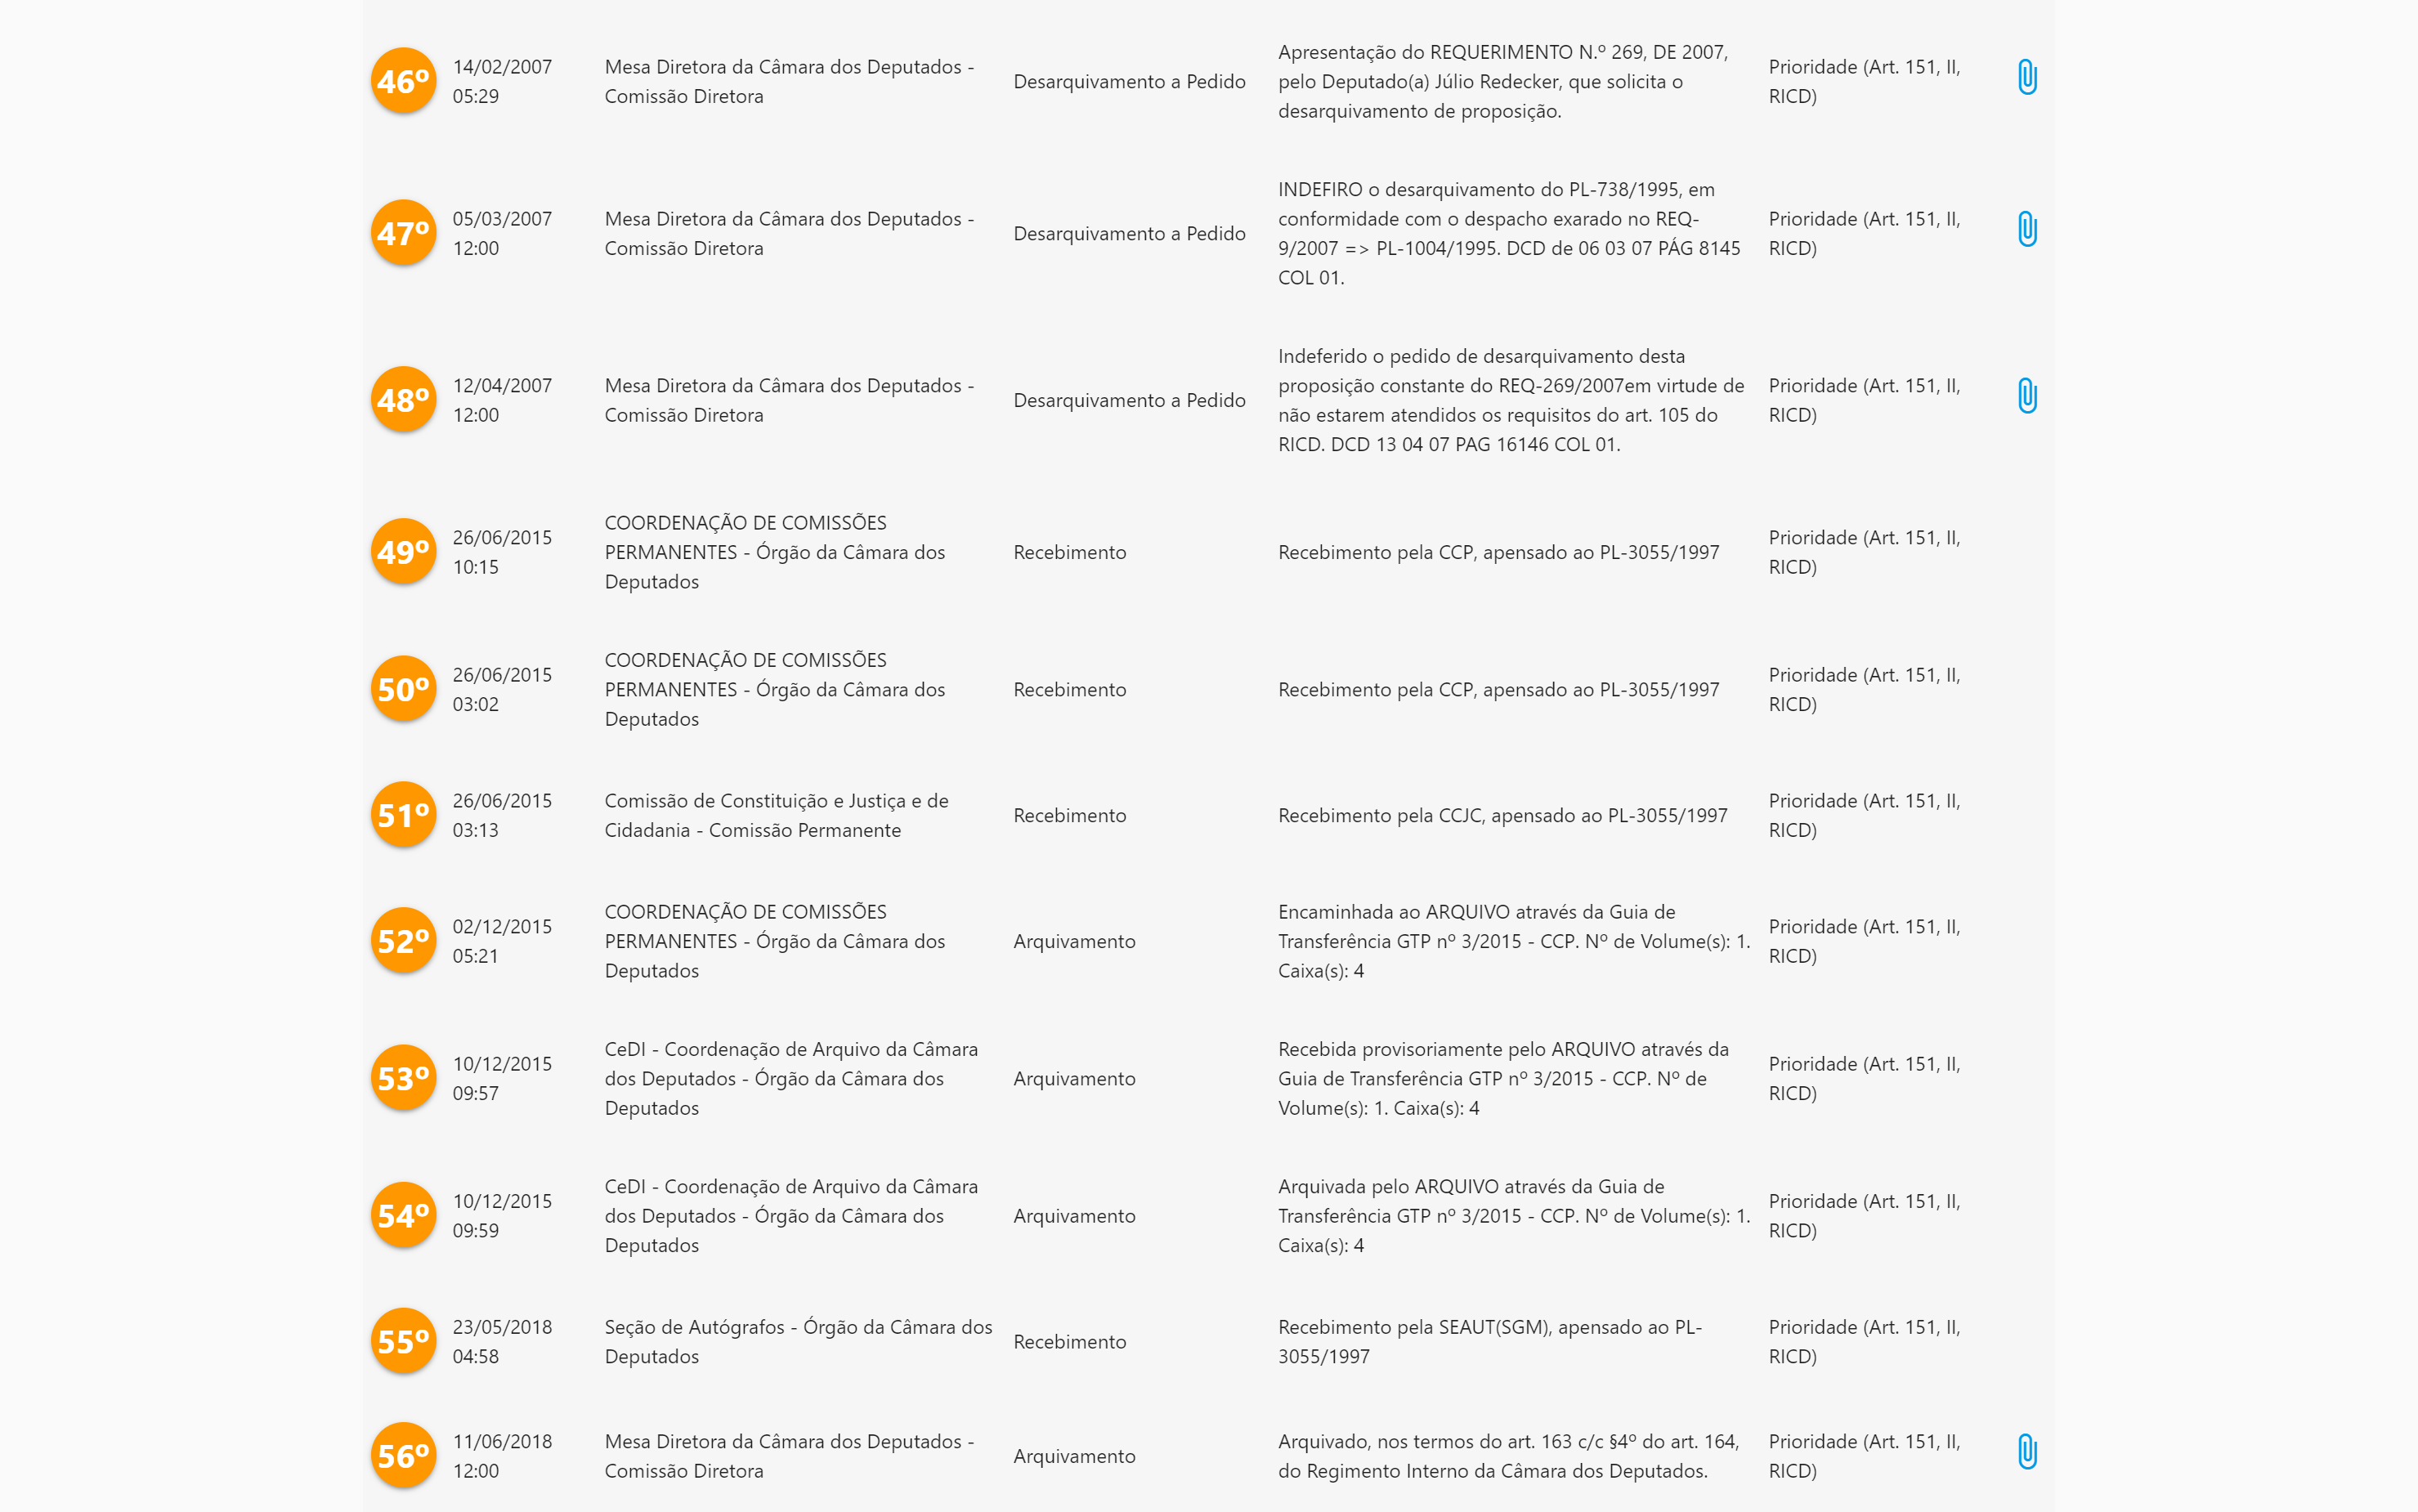 46º
14/02/2007
05:29
Mesa Diretora da Câmara dos Deputados -
Comissão Diretora
Desarquivamento a Pedido
Apresentação do REQUERIMENTO N.º 269, DE 2007,
pelo Deputado(a) Júlio Redecker, que solicita o
desarquivamento de proposição.
Prioridade (Art. 151, II,
RICD)
47º
05/03/2007
12:00
Mesa Diretora da Câmara dos Deputados -
Comissão Diretora
Desarquivamento a Pedido
INDEFIRO o desarquivamento do PL-738/1995, em
conformidade com o despacho exarado no REQ-
9/2007 => PL-1004/1995. DCD de 06 03 07 PÁG 8145
COL 01.
Prioridade (Art. 151, II,
RICD)
48º
12/04/2007
12:00
Mesa Diretora da Câmara dos Deputados -
Comissão Diretora
Desarquivamento a Pedido
Indeferido o pedido de desarquivamento desta
proposição constante do REQ-269/2007em virtude de
não estarem atendidos os requisitos do art. 105 do
RICD. DCD 13 04 07 PAG 16146 COL 01.
Prioridade (Art. 151, II,
RICD)
49º
26/06/2015
10:15
COORDENAÇÃO DE COMISSÕES
PERMANENTES - Órgão da Câmara dos
Deputados
Recebimento
Recebimento pela CCP, apensado ao PL-3055/1997
Prioridade (Art. 151, II,
RICD)
50º
26/06/2015
03:02
COORDENAÇÃO DE COMISSÕES
PERMANENTES - Órgão da Câmara dos
Deputados
Recebimento
Recebimento pela CCP, apensado ao PL-3055/1997
Prioridade (Art. 151, II,
RICD)
51º
26/06/2015
03:13
Comissão de Constituição e Justiça e de
Cidadania - Comissão Permanente
Recebimento
Recebimento pela CCJC, apensado ao PL-3055/1997
Prioridade (Art. 151, II,
RICD)
52º
02/12/2015
05:21
COORDENAÇÃO DE COMISSÕES
PERMANENTES - Órgão da Câmara dos
Deputados
Arquivamento
Encaminhada ao ARQUIVO através da Guia de
Transferência GTP nº 3/2015 - CCP. Nº de Volume(s): 1.
Caixa(s): 4
Prioridade (Art. 151, II,
RICD)
53º
10/12/2015
09:57
CeDI - Coordenação de Arquivo da Câmara
dos Deputados - Órgão da Câmara dos
Deputados
Arquivamento
Recebida provisoriamente pelo ARQUIVO através da
Guia de Transferência GTP nº 3/2015 - CCP. Nº de
Volume(s): 1. Caixa(s): 4
Prioridade (Art. 151, II,
RICD)
54º
10/12/2015
09:59
CeDI - Coordenação de Arquivo da Câmara
dos Deputados - Órgão da Câmara dos
Deputados
Arquivamento
Arquivada pelo ARQUIVO através da Guia de
Transferência GTP nº 3/2015 - CCP. Nº de Volume(s): 1.
Caixa(s): 4
Prioridade (Art. 151, II,
RICD)
55º
23/05/2018
04:58
Seção de Autógrafos - Órgão da Câmara dos
Deputados
Recebimento
Recebimento pela SEAUT(SGM), apensado ao PL-
3055/1997
Prioridade (Art. 151, II,
RICD)
56º
11/06/2018
12:00
Mesa Diretora da Câmara dos Deputados -
Comissão Diretora
Arquivamento
Arquivado, nos termos do art. 163 c/c §4º do art. 164,
do Regimento Interno da Câmara dos Deputados.
Prioridade (Art. 151, II,
RICD)